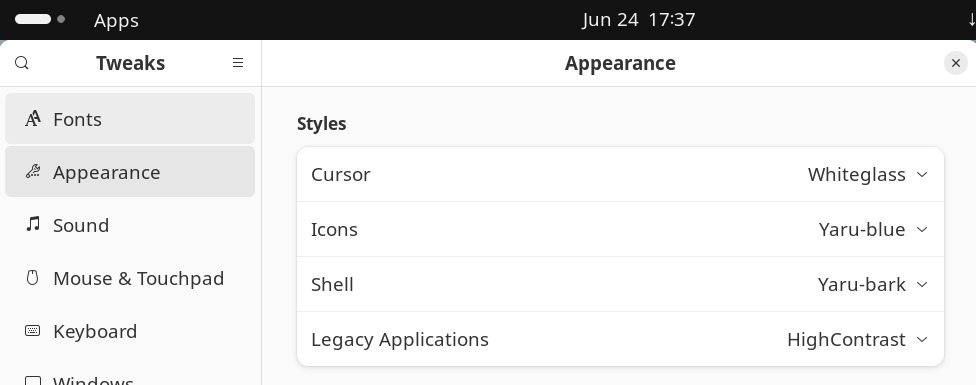 Apps Jun 24 17:37
Tweaks Appearance
Fonts
Appearance
Sound
Mouse & Touchpad
Keyboard
Windows
Styles
Cursor Whiteglass
Icons Yaru-blue
Shell Yaru-bark
Legacy Applications HighContrast